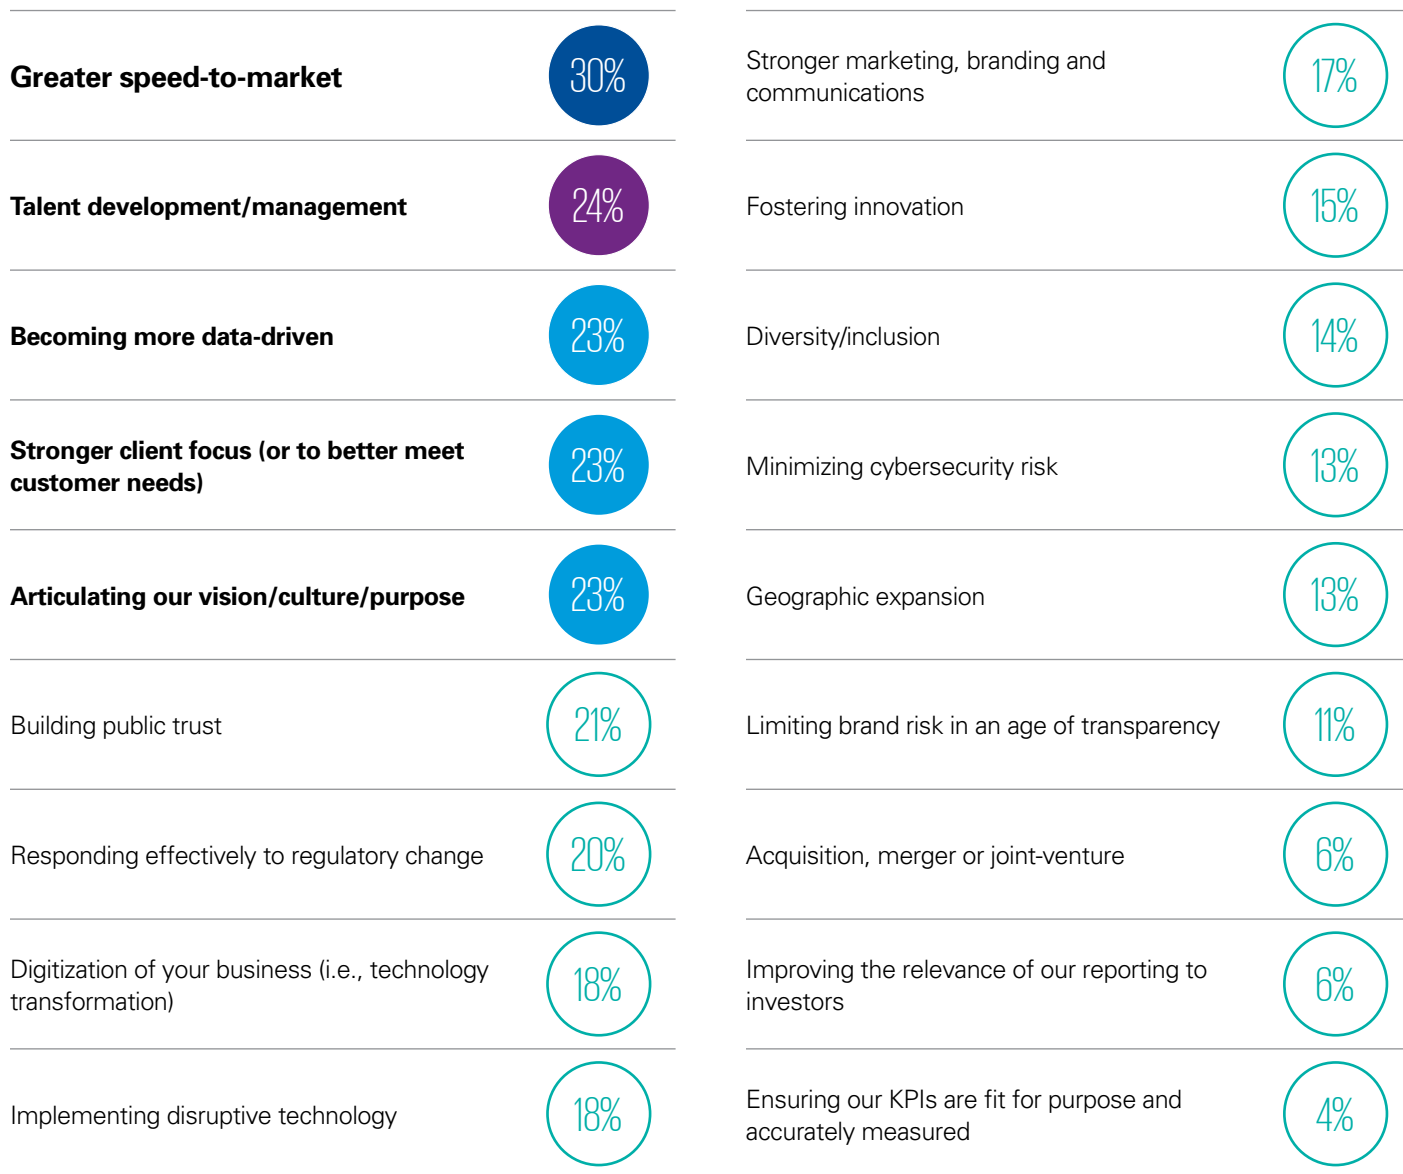 Greater speed-to-market
30%
Talent development/management
24%
Becoming more data-driven
23%
Stronger client focus (or to better meet
customer needs)
23%
Articulating our vision/culture/purpose
23%
Building public trust
21%
Responding effectively to regulatory change
20%
Digitization of your business (i.e., technology
transformation)
18%
Implementing disruptive technology
18%
Stronger marketing, branding and
communications
17%
Fostering innovation
15%
Diversity/inclusion
14%
Minimizing cybersecurity risk
13%
Geographic expansion
13%
Limiting brand risk in an age of transparency
11%
Acquisition, merger or joint-venture
6%
Improving the relevance of our reporting to
investors
6%
Ensuring our KPIs are fit for purpose and
accurately measured
4%